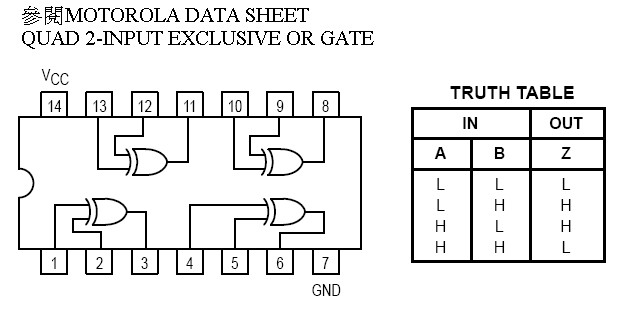 參閱MOTOROLA DATA SHEET
QUAD 2-INPUT EXCLUSIVE OR GATE
VCC
14 13 12 11 10 9 8
1 2 3 4 5 6 7
GND
TRUTH TABLE
IN OUT
A B Z
L L L
L H H
H L H
H H L